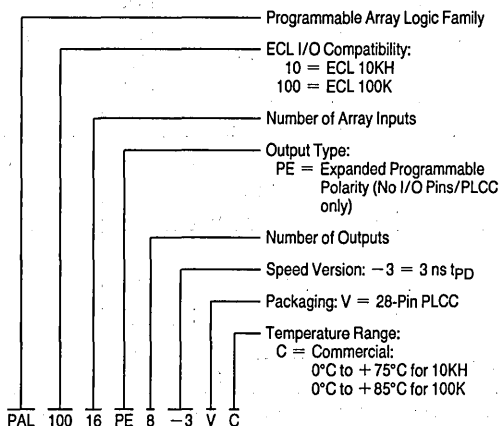 Programmable Array Logic Family
ECL I/O Compatibility:
10 = ECL 10KH
100 = ECL 100K
Number of Array Inputs
Output Type:
PE = Expanded Programmable
Polarity (No I/O Pins/PLCC
only)
Number of Outputs
Speed Version: −3 = 3 ns tPD
Packaging: V = 28-Pin PLCC
Temperature Range:
C = Commercial:
0°C to +75°C for 10KH
0°C to +85°C for 100K
PAL 100 16 PE 8 −3 V C